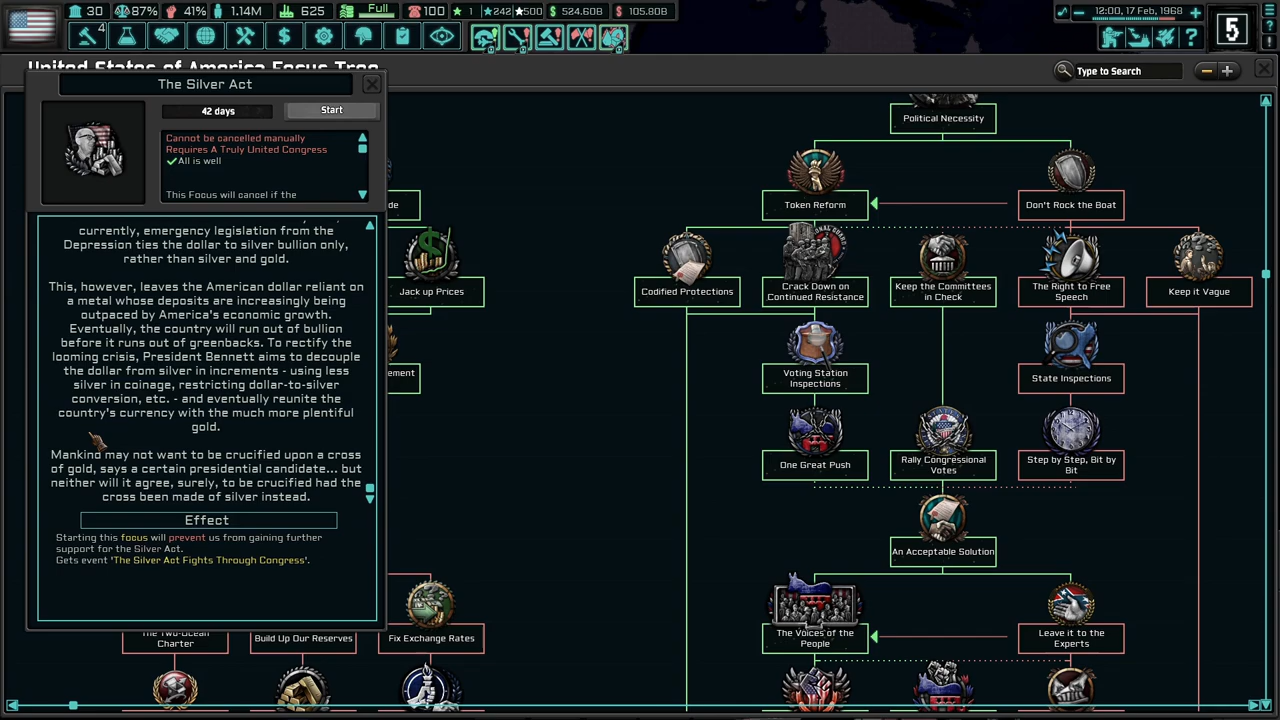 30 87% 41% 1.14M 625 Full 100 1 242 500 $ 524.60B $ 105.80B
12:00, 17 Feb, 1968
5
4
United States of America Focus Tree
Type to Search
The Silver Act
42 days
Start
Cannot be cancelled manually
Requires A Truly United Congress
All is well
This Focus will cancel if the
currently, emergency legislation from the
Depression ties the dollar to silver bullion only,
rather than silver and gold.
This, however, leaves the American dollar reliant on
a metal whose deposits are increasingly being
outpaced by America's economic growth.
Eventually, the country will run out of bullion
before it runs out of greenbacks. To rectify the
looming crisis, President Bennett aims to decouple
the dollar from silver in increments - using less
silver in coinage, restricting dollar-to-silver
conversion, etc. - and eventually reunite the
country's currency with the much more plentiful
gold.
Mankind may not want to be crucified upon a cross
of gold, says a certain presidential candidate... but
neither will it agree, surely, to be crucified had the
cross been made of silver instead.
Effect
Starting this focus will prevent us from gaining further
support for the Silver Act.
Gets event 'The Silver Act Fights Through Congress'.
Political Necessity
Token Reform
Don't Rock the Boat
de
Jack up Prices
Codified Protections
Crack Down on
Continued Resistance
Keep the Committees
in Check
The Right to Free
Speech
Keep it Vague
ement
Voting Station
Inspections
State Inspections
One Great Push
Rally Congressional
Votes
Step by Step, Bit by
Bit
An Acceptable Solution
The Two-Ocean
Charter
Build Up Our Reserves
Fix Exchange Rates
The Voices of the
People
Leave it to the
Experts